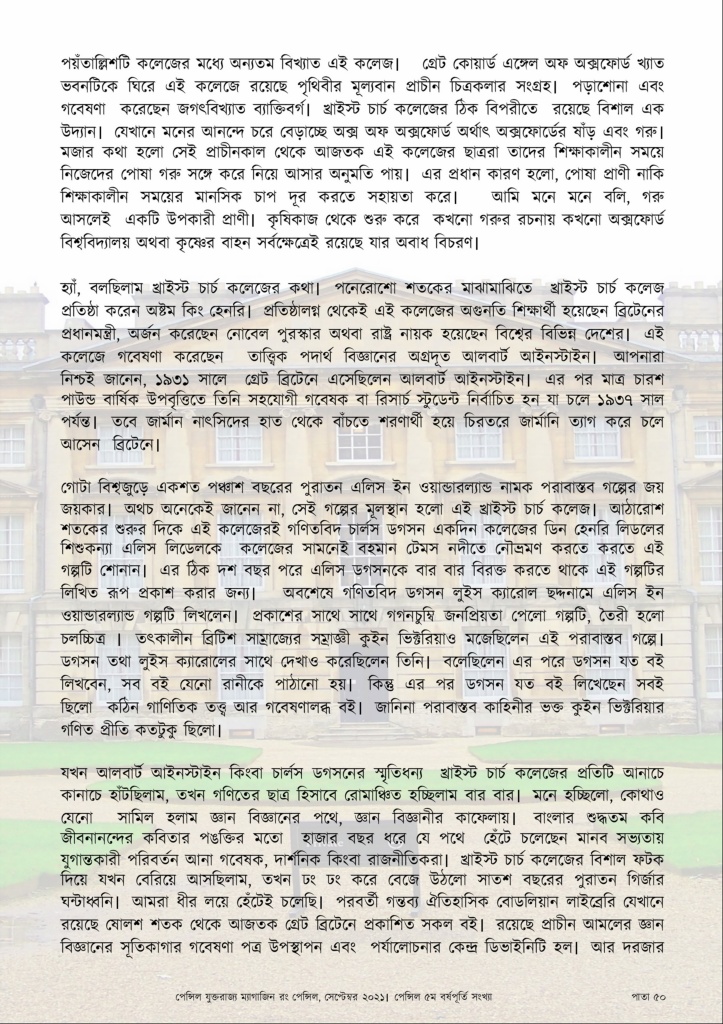 পয়ঁতাল্লিশটি কলেজের মধ্যে অন্যতম বিখ্যাত এই কলেজ। গ্রেট কোয়ার্ড এঙ্গেল অফ অক্সফোর্ড খ্যাত
ভবনটিকে ঘিরে এই কলেজে রয়েছে পৃথিবীর মূল্যবান প্রাচীন চিত্রকলার সংগ্রহ। পড়াশোনা এবং
গবেষণা করেছেন জগৎবিখ্যাত ব্যাক্তিবর্গ। খ্রাইস্ট চার্চ কলেজের ঠিক বিপরীতে রয়েছে বিশাল এক
উদ্যান। যেখানে মনের আনন্দে চরে বেড়াচ্ছে অক্স অফ অক্সফোর্ড অর্থাৎ অক্সফোর্ডের ষাঁড় এবং গরু।
মজার কথা হলো সেই প্রাচীনকাল থেকে আজতক এই কলেজের ছাত্ররা তাদের শিক্ষাকালীন সময়ে
নিজেদের পোষা গরু সঙ্গে করে নিয়ে আসার অনুমতি পায়। এর প্রধান কারণ হলো, পোষা প্রাণী নাকি
শিক্ষাকালীন সময়ের মানসিক চাপ দূর করতে সহায়তা করে। আমি মনে মনে বলি, গরু
আসলেই একটি উপকারী প্রাণী। কৃষিকাজ থেকে শুরু করে কখনো গরুর রচনায় কখনো অক্সফোর্ড
বিশ্ববিদ্যালয় অথবা কৃষ্ণের বাহন সর্বক্ষেত্রেই রয়েছে যার অবাধ বিচরণ।
হ্যাঁ, বলছিলাম খ্রাইস্ট চার্চ কলেজের কথা। পনেরোশো শতকের মাঝামাঝিতে খ্রাইস্ট চার্চ কলেজ
প্রতিষ্ঠা করেন অষ্টম কিং হেনরি। প্রতিষ্ঠালগ্ন থেকেই এই কলেজের অগুনতি শিক্ষার্থী হয়েছেন ব্রিটেনের
প্রধানমন্ত্রী, অর্জন করেছেন নোবেল পুরস্কার অথবা রাষ্ট্র নায়ক হয়েছেন বিশ্বের বিভিন্ন দেশের। এই
কলেজে গবেষণা করেছেন তাত্ত্বিক পদার্থ বিজ্ঞানের অগ্রদূত আলবার্ট আইনস্টাইন। আপনারা
নিশ্চই জানেন, ১৯৩১ সালে গ্রেট ব্রিটেনে এসেছিলেন আলবার্ট আইনস্টাইন। এর পর মাত্র চারশ
পাউন্ড বার্ষিক উপবৃত্তিতে তিনি সহযোগী গবেষক বা রিসার্চ স্টুডেন্ট নির্বাচিত হন যা চলে ১৯৩৭ সাল
পর্যন্ত। তবে জার্মান নাৎসিদের হাত থেকে বাঁচতে শরণার্থী হয়ে চিরতরে জার্মানি ত্যাগ করে চলে
আসেন ব্রিটেনে।
গোটা বিশ্বজুড়ে একশত পঞ্চাশ বছরের পুরাতন এলিস ইন ওয়ান্ডারল্যান্ড নামক পরাবাস্তব গল্পের জয়
জয়কার। অথচ অনেকেই জানেন না, সেই গল্পের মূলস্থান হলো এই খ্রাইস্ট চার্চ কলেজ। আঠারোশ
শতকের শুরুর দিকে এই কলেজেরই গণিতবিদ চার্লস ডগসন একদিন কলেজের ডিন হেনরি লিডলের
শিশুকন্যা এলিস লিডেলকে কলেজের সামনেই বহমান টেমস নদীতে নৌভ্রমণ করতে করতে এই
গল্পটি শোনান। এর ঠিক দশ বছর পরে এলিস ডগসনকে বার বার বিরক্ত করতে থাকে এই গল্পটির
লিখিত রূপ প্রকাশ করার জন্য। অবশেষে গণিতবিদ ডগসন লুইস ক্যারোল ছদ্দনামে এলিস ইন
ওয়ান্ডারল্যান্ড গল্পটি লিখলেন। প্রকাশের সাথে সাথে গগনচুম্বি জনপ্রিয়তা পেলো গল্পটি, তৈরী হলো
চলচ্চিত্র । তৎকালীন ব্রিটিশ সাম্রাজ্যের সম্রাজ্ঞী কুইন ভিক্টরিয়াও মজেছিলেন এই পরাবাস্তব গল্পে।
ডগসন তথা লুইস ক্যারোলের সাথে দেখাও করেছিলেন তিনি। বলেছিলেন এর পরে ডগসন যত বই
লিখবেন, সব বই যেনো রানীকে পাঠানো হয়। কিন্তু এর পর ডগসন যত বই লিখেছেন সবই
ছিলো কঠিন গাণিতিক তত্ত্ব আর গবেষণালব্ধ বই। জানিনা পরাবাস্তব কাহিনীর ভক্ত কুইন ভিক্টরিয়ার
গণিত প্রীতি কতটুকু ছিলো।
যখন আলবার্ট আইনস্টাইন কিংবা চার্লস ডগসনের স্মৃতিধন্য খ্রাইস্ট চার্চ কলেজের প্রতিটি আনাচে
কানাচে হাঁটছিলাম, তখন গণিতের ছাত্র হিসাবে রোমাঞ্চিত হচ্ছিলাম বার বার। মনে হচ্ছিলো, কোথাও
যেনো সামিল হলাম জ্ঞান বিজ্ঞানের পথে, জ্ঞান বিজ্ঞানীর কাফেলায়। বাংলার শুদ্ধতম কবি
জীবনানন্দের কবিতার পঙক্তির মতো হাজার বছর ধরে যে পথে হেঁটে চলেছেন মানব সভ্যতায়
যুগান্তকারী পরিবর্তন আনা গবেষক, দার্শনিক কিংবা রাজনীতিকরা। খ্রাইস্ট চার্চ কলেজের বিশাল ফটক
দিয়ে যখন বেরিয়ে আসছিলাম, তখন ঢং ঢং করে বেজে উঠলো সাতশ বছরের পুরাতন গির্জার
ঘন্টাধ্বনি। আমরা ধীর লয়ে হেঁটেই চলেছি। পরবর্তী গন্তব্য ঐতিহাসিক বোডলিয়ান লাইব্রেরি যেখানে
রয়েছে ষোলশ শতক থেকে আজতক গ্রেট ব্রিটেনে প্রকাশিত সকল বই। রয়েছে প্রাচীন আমলের জ্ঞান
বিজ্ঞানের সূতিকাগার গবেষণা পত্র উপস্থাপন এবং পর্যালোচনার কেন্দ্র ডিভাইনিটি হল। আর দরজার
পেন্সিল যুক্তরাজ্য ম্যাগাজিন রং পেন্সিল, সেপ্টেম্বর ২০২১। পেন্সিল ৫ম বর্ষপূর্তি সংখ্যা
পাতা ৫০